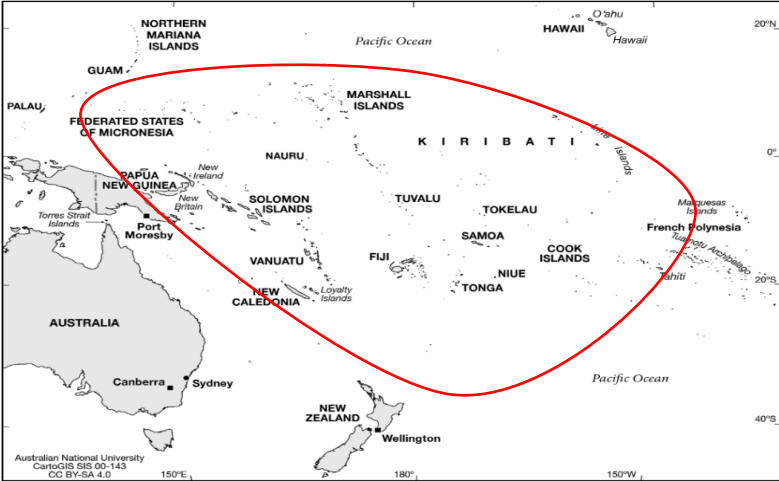 NORTHERN
MARIANA
ISLANDS
Pacific Ocean
O'ahu
HAWAII
Hawaii
20°N
GUAM
PALAU
MARSHALL
ISLANDS
FEDERATED STATES
OF MICRONESIA
KIRIBATI
Line
Islands
0°
NAURU
New
Ireland
PAPUA
NEW GUINEA
New
Britain
SOLOMON
ISLANDS
TUVALU
TOKELAU
Marquesas
Islands
Torres Strait
Islands
Port
Moresby
SAMOA
French Polynesia
Tuamotu Archipelago
VANUATU
FIJI
COOK
ISLANDS
NIUE
Tahiti
20°S
TONGA
NEW
CALEDONIA
Loyalty
Islands
AUSTRALIA
Canberra
Sydney
Pacific Ocean
NEW
ZEALAND
Wellington
40°S
Australian National University
CartoGIS SIS 00-143
CC BY-SA 4.0
150°E
180°
150°W